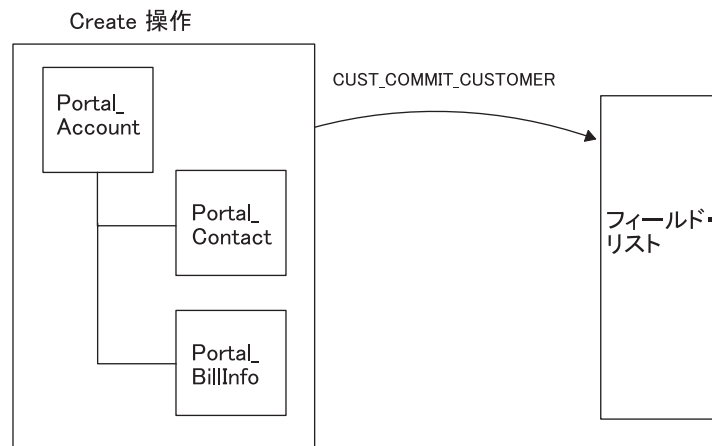 Create 操作
Portal_
Account
CUST_COMMIT_CUSTOMER
Portal_
Contact
フィールド・
リスト
Portal_
BillInfo